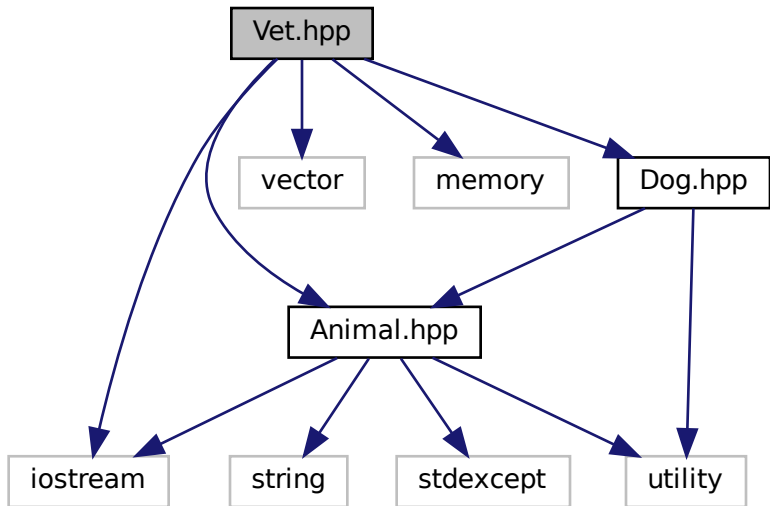 Vet.hpp
vector
memory
Dog.hpp
Animal.hpp
iostream
string
stdexcept
utility